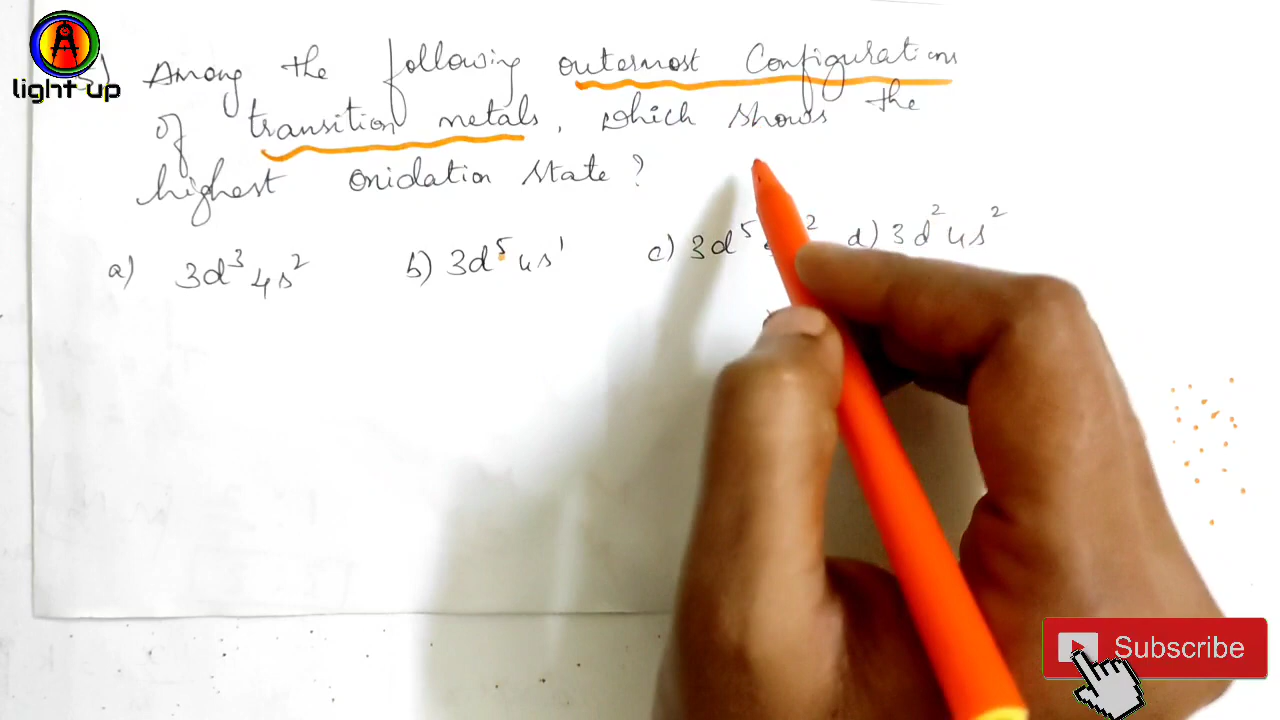 light up
) Among the following outermost Configurations
of transition metals, which shows the
highest oxidation state?
a) 3d³ 4s² b) 3d⁵ 4s¹ c) 3d⁵ ² d) 3d² 4s²
Subscribe